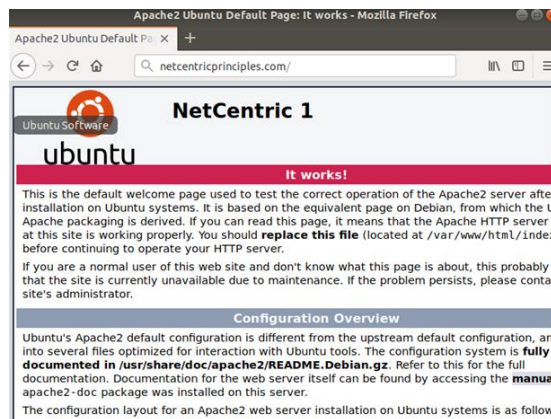 Apache2 Ubuntu Default Page: It works - Mozilla Firefox
Apache2 Ubuntu Default Pa
netcentricprinciples.com/
NetCentric 1
Ubuntu Software
ubuntu
It works!
This is the default welcome page used to test the correct operation of the Apache2 server afte
installation on Ubuntu systems. It is based on the equivalent page on Debian, from which the U
Apache packaging is derived. If you can read this page, it means that the Apache HTTP server
at this site is working properly. You should replace this file (located at /var/www/html/index
before continuing to operate your HTTP server.
If you are a normal user of this web site and don't know what this page is about, this probably
that the site is currently unavailable due to maintenance. If the problem persists, please conta
site's administrator.
Configuration Overview
Ubuntu's Apache2 default configuration is different from the upstream default configuration, an
into several files optimized for interaction with Ubuntu tools. The configuration system is fully
documented in /usr/share/doc/apache2/README.Debian.gz. Refer to this for the full
documentation. Documentation for the web server itself can be found by accessing the manua
apache2-doc package was installed on this server.
The configuration layout for an Apache2 web server installation on Ubuntu systems is as follow